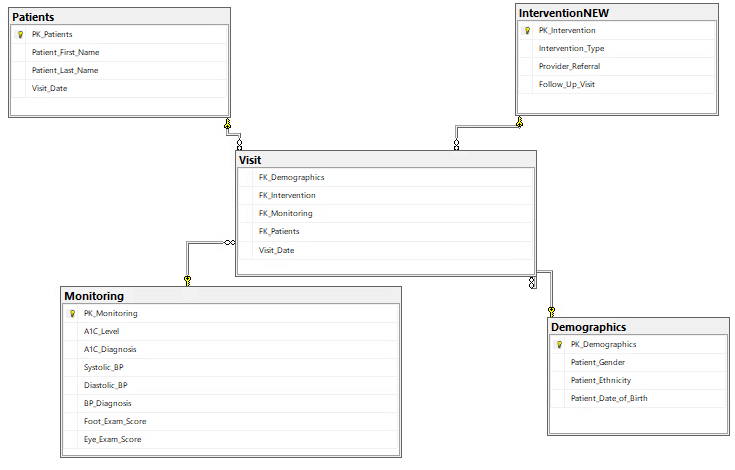 Patients
PK_Patients
Patient_First_Name
Patient_Last_Name
Visit_Date
InterventionNEW
PK_Intervention
Intervention_Type
Provider_Referral
Follow_Up_Visit
Visit
FK_Demographics
FK_Intervention
FK_Monitoring
FK_Patients
Visit_Date
Monitoring
PK_Monitoring
A1C_Level
A1C_Diagnosis
Systolic_BP
Diastolic_BP
BP_Diagnosis
Foot_Exam_Score
Eye_Exam_Score
Demographics
PK_Demographics
Patient_Gender
Patient_Ethnicity
Patient_Date_of_Birth